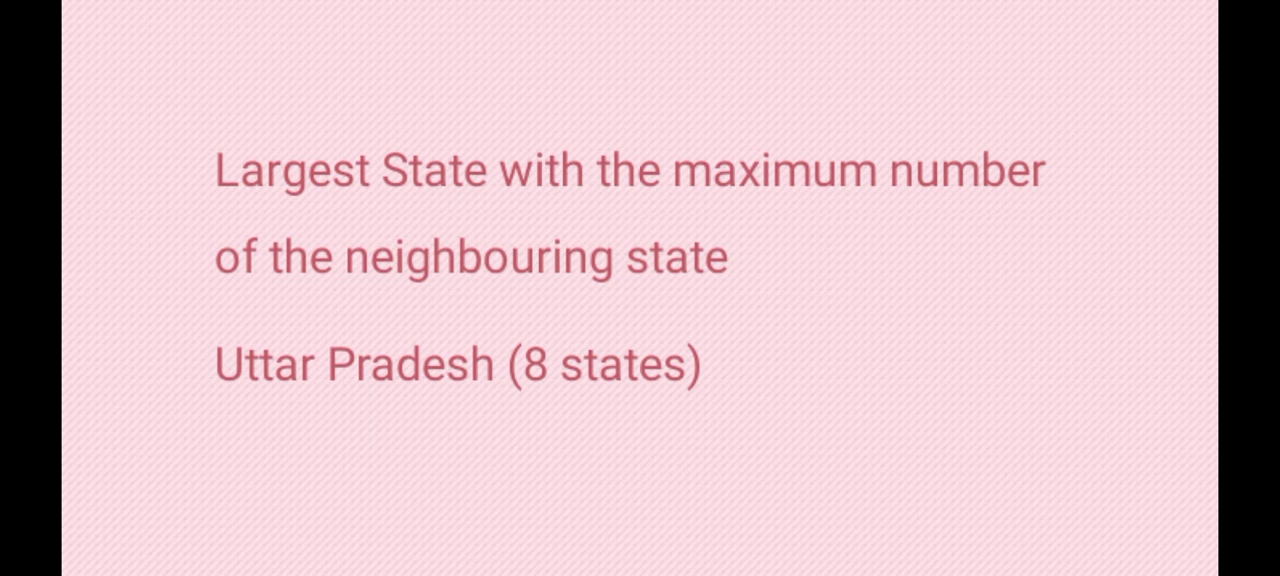 Largest State with the maximum number
of the neighbouring state
Uttar Pradesh (8 states)